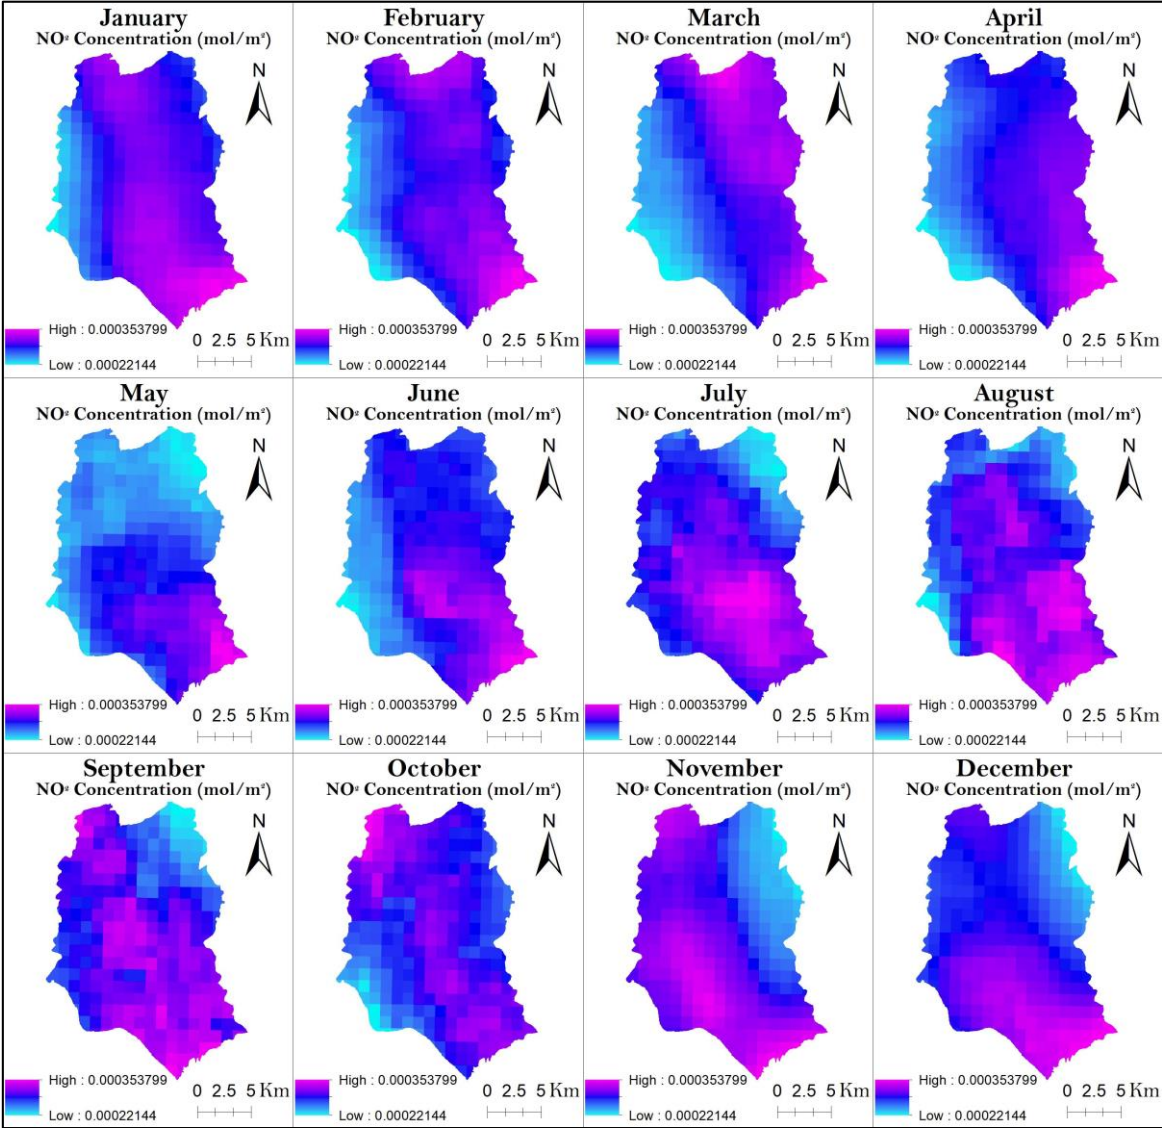 January
NO² Concentration (mol/m²)
N
High : 0.000353799
Low : 0.00022144
0 2.5 5 Km
February
NO² Concentration (mol/m²)
N
High : 0.000353799
Low : 0.00022144
0 2.5 5 Km
March
NO² Concentration (mol/m²)
N
High : 0.000353799
Low : 0.00022144
0 2.5 5 Km
April
NO² Concentration (mol/m²)
N
High : 0.000353799
Low : 0.00022144
0 2.5 5 Km
May
NO² Concentration (mol/m²)
N
High : 0.000353799
Low : 0.00022144
0 2.5 5 Km
June
NO² Concentration (mol/m²)
N
High : 0.000353799
Low : 0.00022144
0 2.5 5 Km
July
NO² Concentration (mol/m²)
N
High : 0.000353799
Low : 0.00022144
0 2.5 5 Km
August
NO² Concentration (mol/m²)
N
High : 0.000353799
Low : 0.00022144
0 2.5 5 Km
September
NO² Concentration (mol/m²)
N
High : 0.000353799
Low : 0.00022144
0 2.5 5 Km
October
NO² Concentration (mol/m²)
N
High : 0.000353799
Low : 0.00022144
0 2.5 5 Km
November
NO² Concentration (mol/m²)
N
High : 0.000353799
Low : 0.00022144
0 2.5 5 Km
December
NO² Concentration (mol/m²)
N
High : 0.000353799
Low : 0.00022144
0 2.5 5 Km